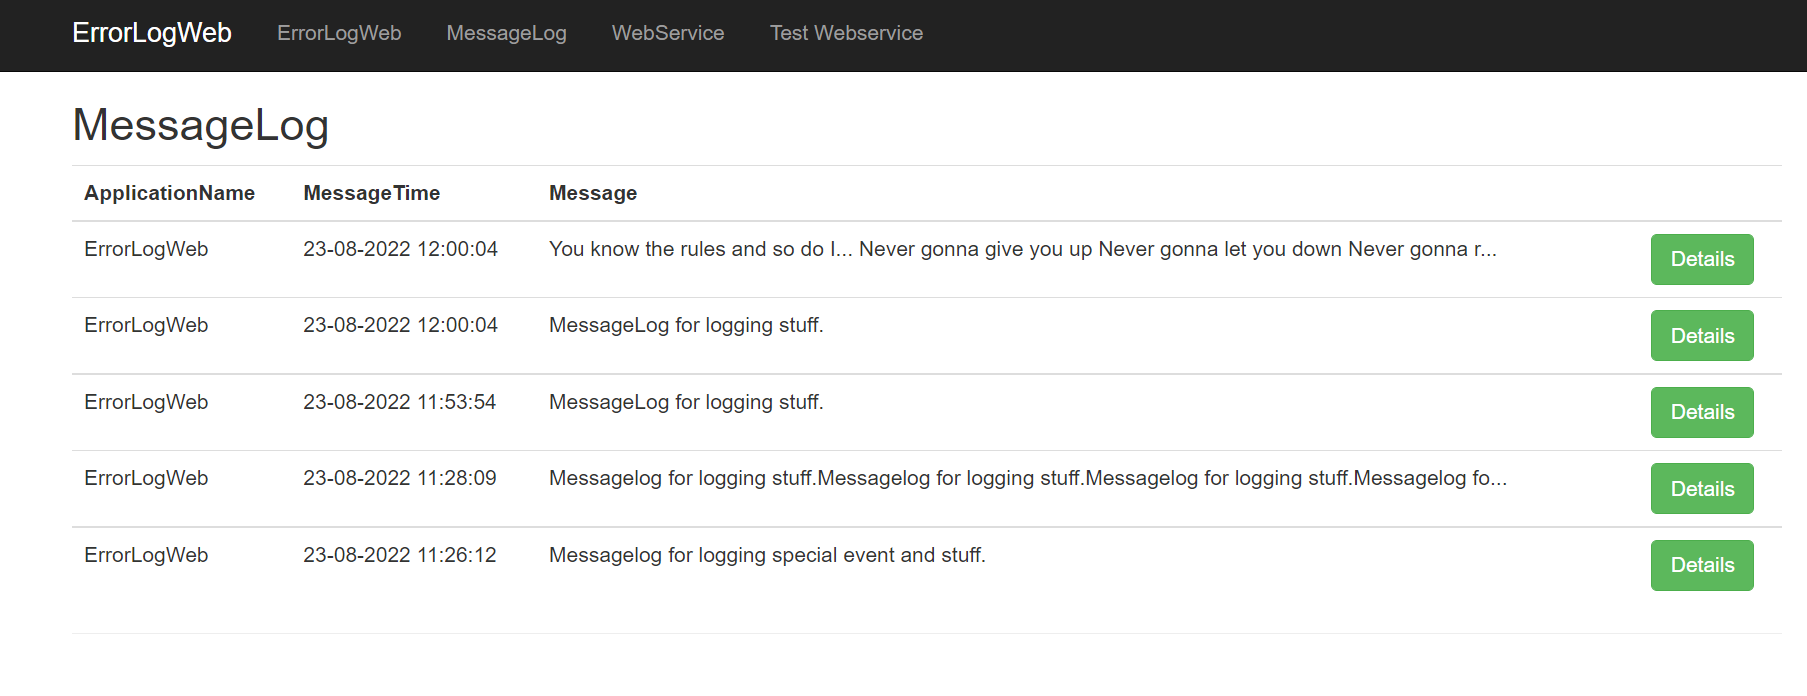 ErrorLogWeb ErrorLogWeb MessageLog WebService Test Webservice
MessageLog
ApplicationName MessageTime Message
ErrorLogWeb 23-08-2022 12:00:04 You know the rules and so do I... Never gonna give you up Never gonna let you down Never gonna r... Details
ErrorLogWeb 23-08-2022 12:00:04 MessageLog for logging stuff. Details
ErrorLogWeb 23-08-2022 11:53:54 MessageLog for logging stuff. Details
ErrorLogWeb 23-08-2022 11:28:09 Messagelog for logging stuff.Messagelog for logging stuff.Messagelog for logging stuff.Messagelog fo... Details
ErrorLogWeb 23-08-2022 11:26:12 Messagelog for logging special event and stuff. Details